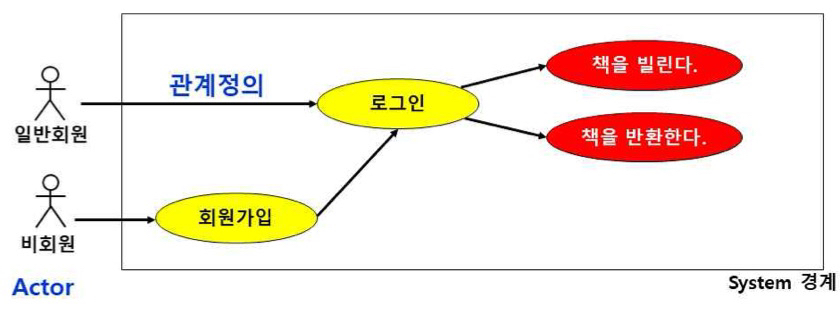 책을 빌린다.
관계정의
로그인
일반회원
책을 반환한다.
회원가입
비회원
Actor
System 경계